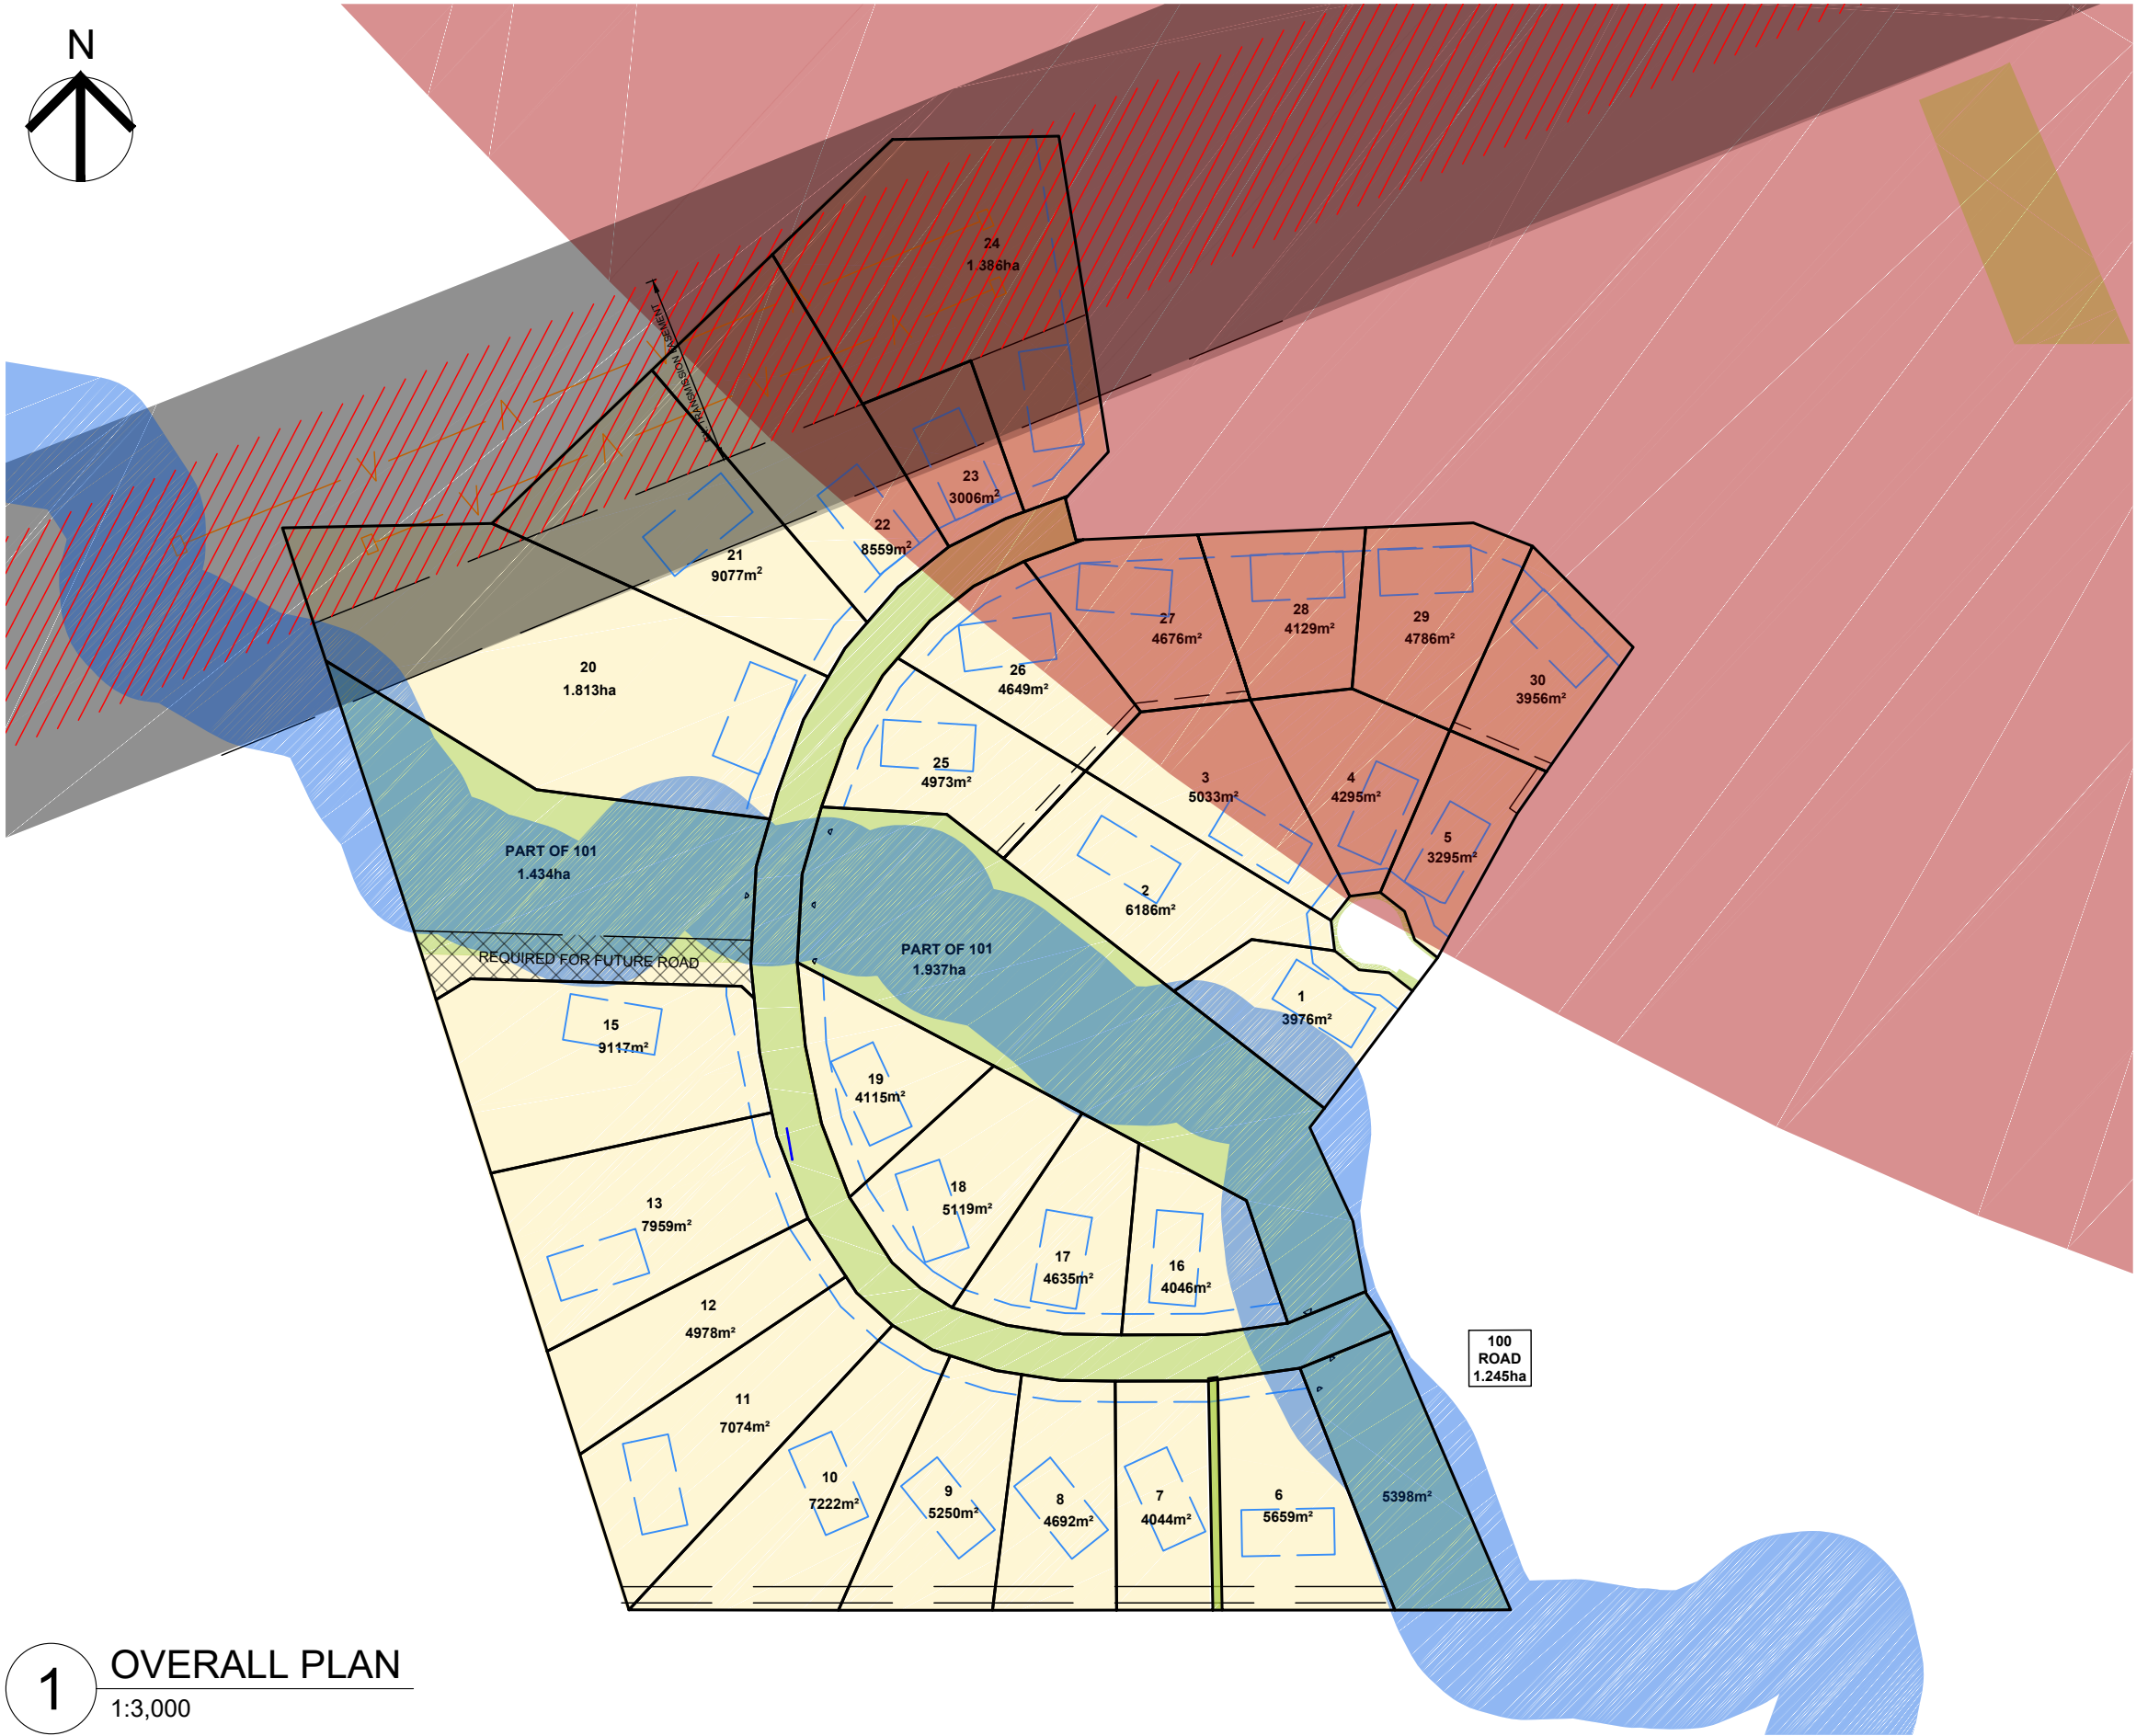 N
24
1.386ha
EX. TRANSMISSION EASEMENT
23
3006m²
22
8559m²
21
9077m²
20
1.813ha
27
4676m²
28
4129m²
29
4786m²
30
3956m²
26
4649m²
25
4973m²
3
5033m²
4
4295m²
5
3295m²
2
6186m²
PART OF 101
1.434ha
PART OF 101
1.937ha
REQUIRED FOR FUTURE ROAD
1
3976m²
15
9117m²
19
4115m²
18
5119m²
13
7959m²
17
4635m²
16
4046m²
12
4978m²
100
ROAD
1.245ha
11
7074m²
10
7222m²
9
5250m²
8
4692m²
7
4044m²
6
5659m²
5398m²
1
OVERALL PLAN
1:3,000